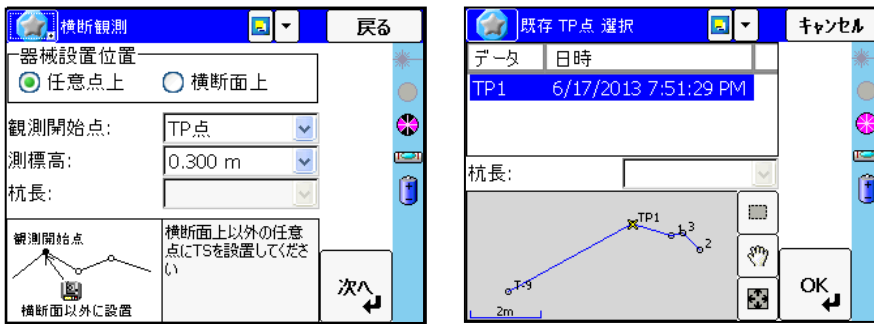 横断観測
戻る
器械設置位置
任意点上
横断面上
観測開始点:
TP点
測標高:
0.300 m
杭長:
観測開始点
横断面以外に設置
横断面上以外の任意
点にTSを設置してくださ
い
次へ
既存 TP点 選択
キャンセル
データ
日時
TP1
6/17/2013 7:51:29 PM
杭長:
TP1
1
3
2
T-9
2m
OK